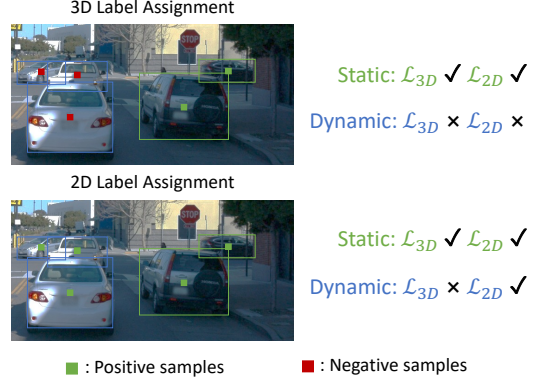 3D Label Assignment
STOP
Static: ℒ3D ✓ ℒ2D ✓
Dynamic: ℒ3D × ℒ2D ×
2D Label Assignment
STOP
Static: ℒ3D ✓ ℒ2D ✓
Dynamic: ℒ3D × ℒ2D ✓
: Positive samples : Negative samples